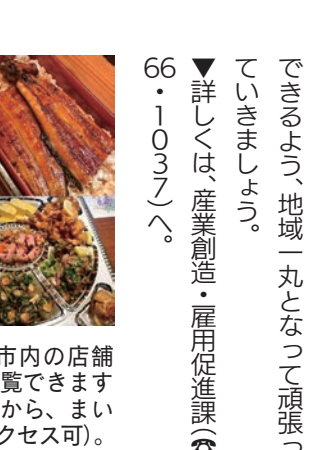 できるよう、地域一丸となって頑張っ
ていきましょう。
▼詳しくは、産業創造・雇用促進課(☎
66・1037)へ。
市内の店舗
覧できます
から、まい
クセス可)。